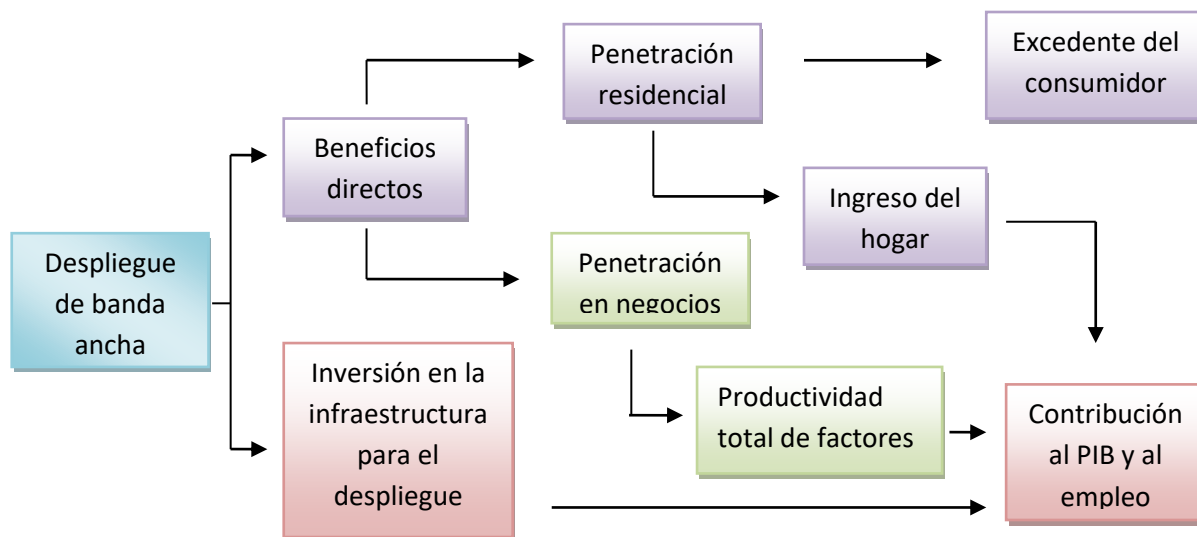 Despliegue
de banda
ancha
Beneficios
directos
Inversión en la
infraestructura
para el
despliegue
Penetración
residencial
Penetración
en negocios
Excedente del
consumidor
Ingreso del
hogar
Productividad
total de factores
Contribución
al PIB y al
empleo